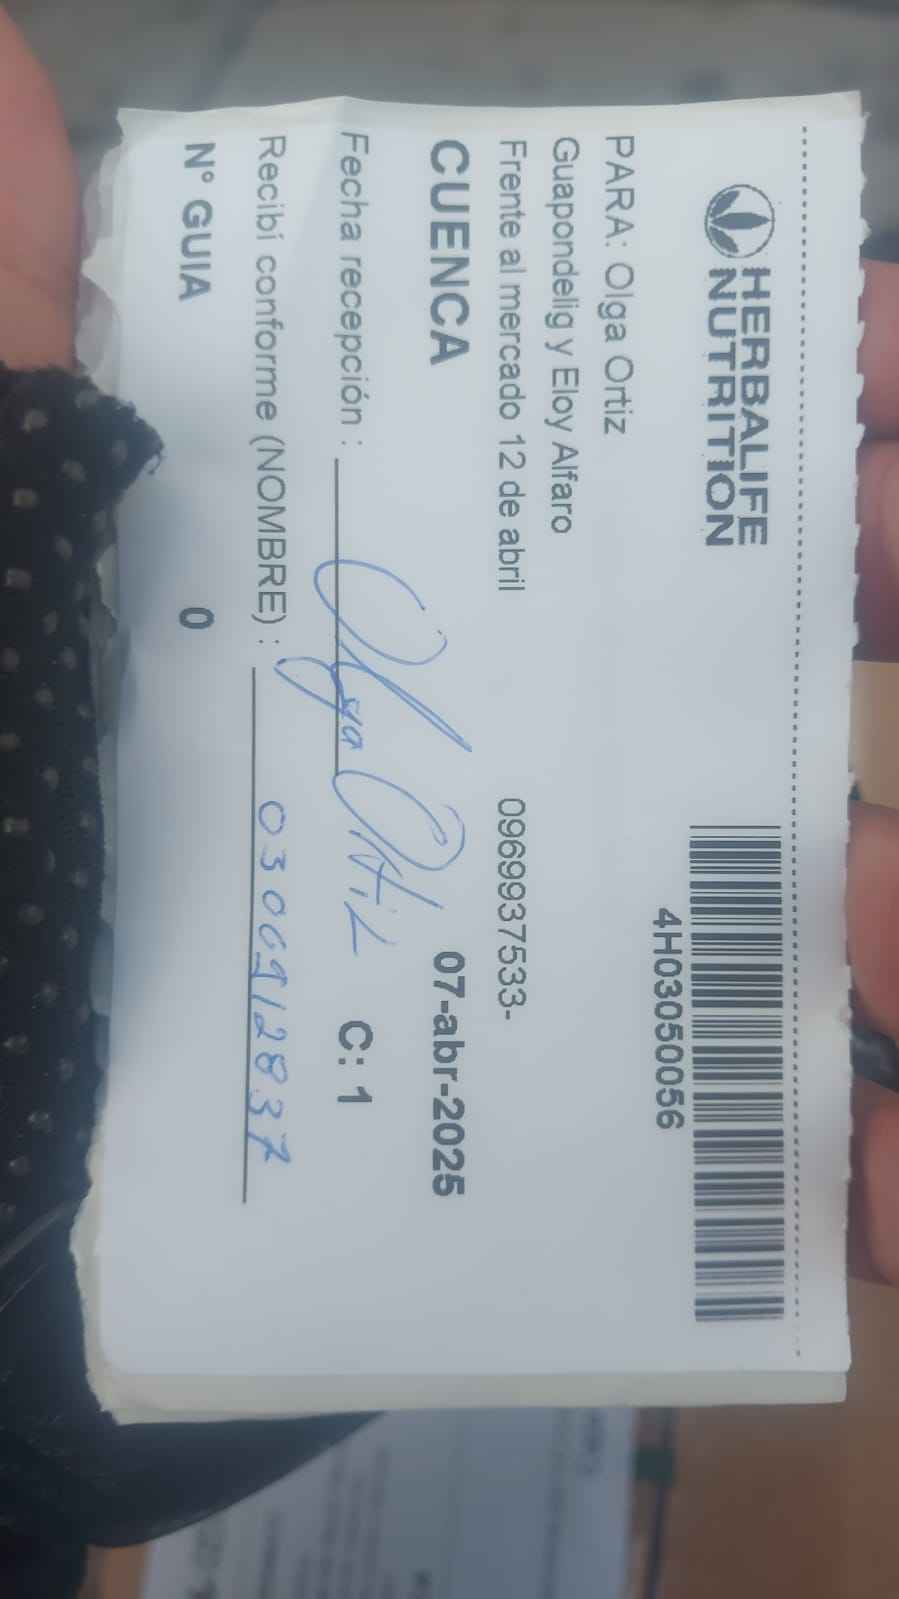 HERBALIFE
NUTRITION
4H03050056
PARA: Olga Ortiz
Guapondelig y Eloy Alfaro
Frente al mercado 12 de abril 0969937533-
CUENCA 07-abr-2025
Fecha recepción : Olga Ortiz C: 1
Recibí conforme (NOMBRE) : 0300912837
N° GUIA 0